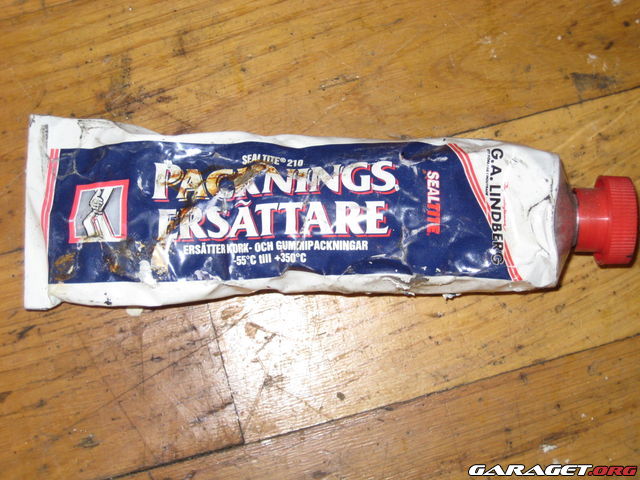 SEALTITE® 210
PACKNINGS
ERSÄTTARE
ERSÄTTER KORK- OCH GUMMIPACKNINGAR
-55°C till +350°C
SEALTITE
G.A. LINDBERG
GARAGET.ORG